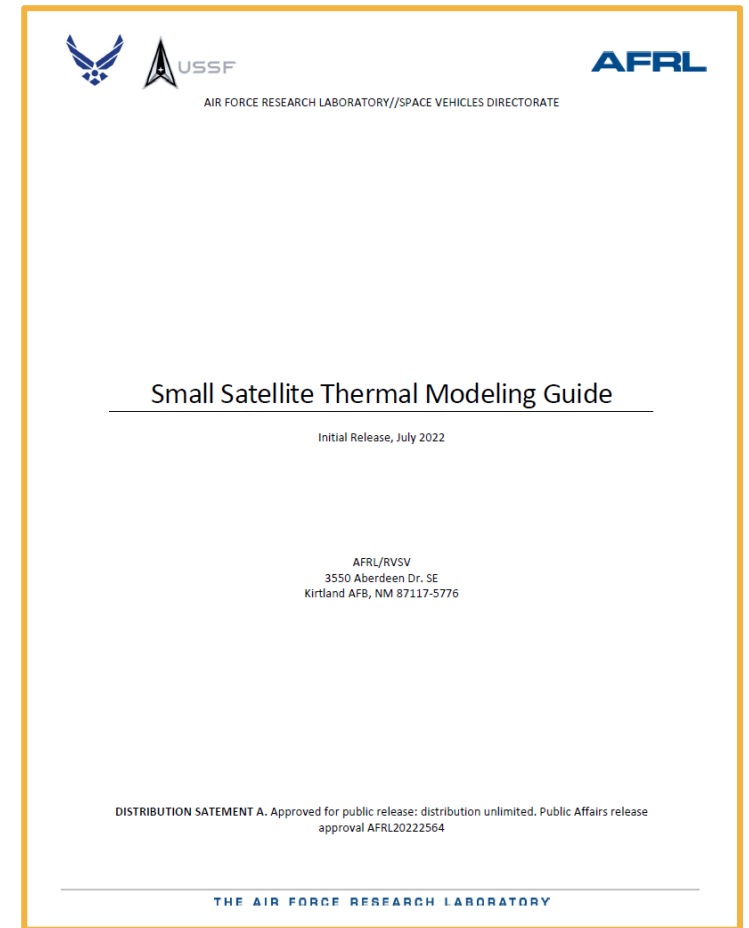 USSF
AFRL
AIR FORCE RESEARCH LABORATORY//SPACE VEHICLES DIRECTORATE
Small Satellite Thermal Modeling Guide
Initial Release, July 2022
AFRL/RVSV
3550 Aberdeen Dr. SE
Kirtland AFB, NM 87117-5776
DISTRIBUTION SATEMENT A. Approved for public release: distribution unlimited. Public Affairs release
approval AFRL20222564
THE AIR FORCE RESEARCH LABORATORY